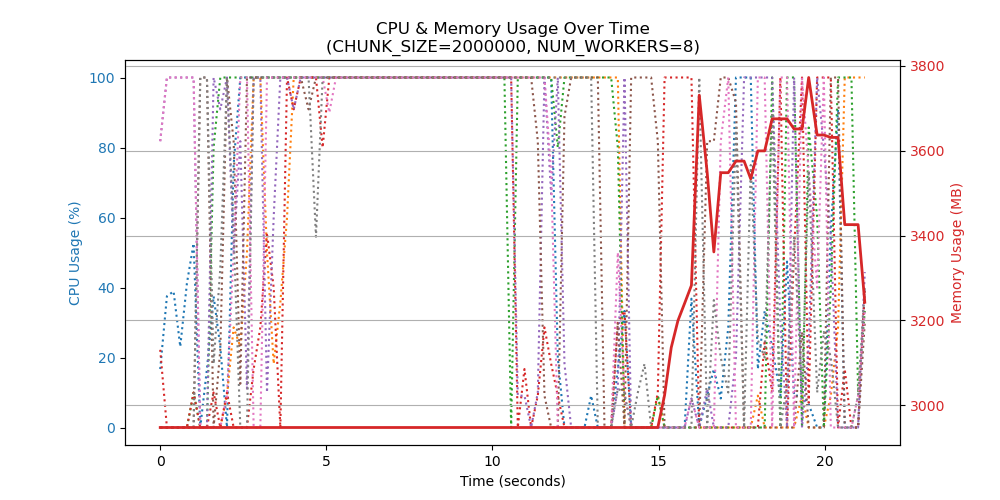 CPU & Memory Usage Over Time
(CHUNK_SIZE=2000000, NUM_WORKERS=8)
CPU Usage (%)
100
80
60
40
20
0
3800
3600
3400
3200
3000
Memory Usage (MB)
0 5 10 15 20
Time (seconds)